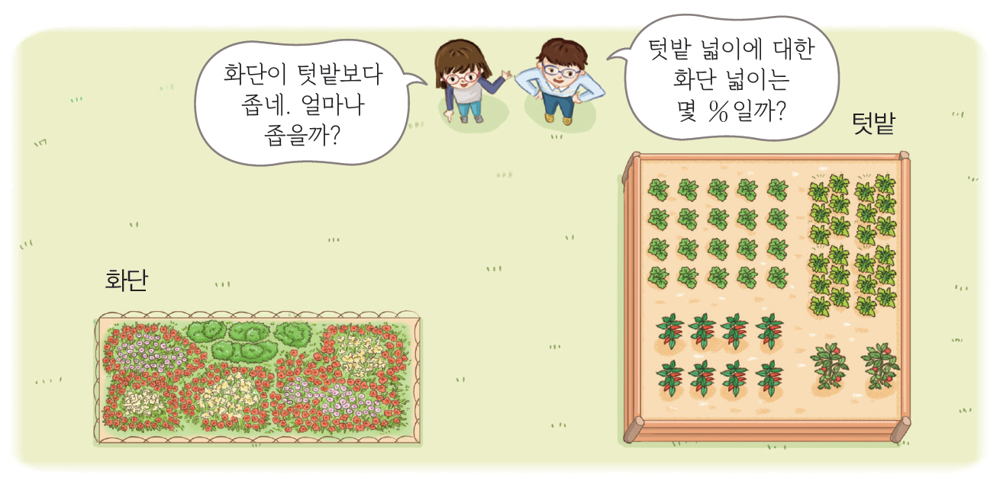 화단이 텃밭보다
좁네. 얼마나
좁을까?
텃밭 넓이에 대한
화단 넓이는
몇 %일까?
텃밭
화단